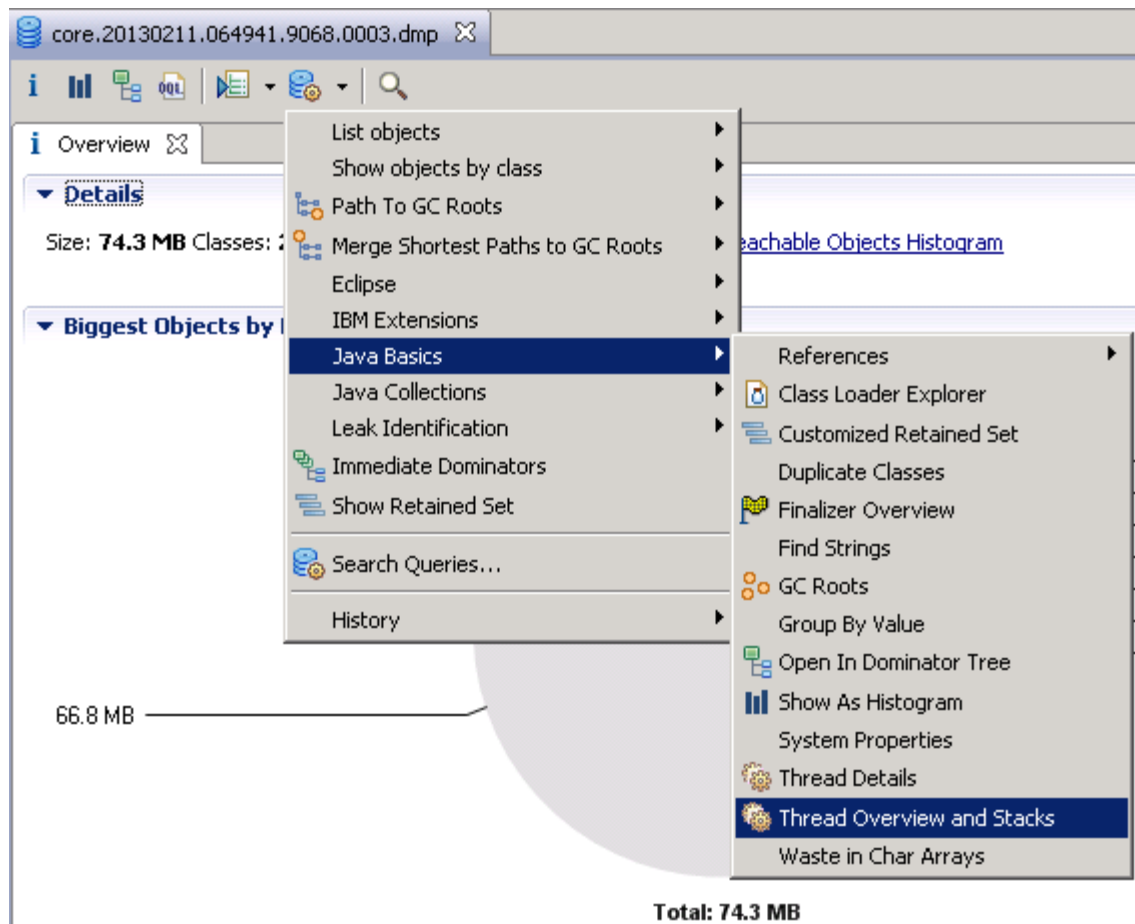 core.20130211.064941.9068.0003.dmp
i OQL
i Overview
Details
Size: 74.3 MB Classes: eachable Objects Histogram
Biggest Objects by
List objects
Show objects by class
Path To GC Roots
Merge Shortest Paths to GC Roots
Eclipse
IBM Extensions
Java Basics
Java Collections
Leak Identification
Immediate Dominators
Show Retained Set
Search Queries...
History
References
Class Loader Explorer
Customized Retained Set
Duplicate Classes
Finalizer Overview
Find Strings
GC Roots
Group By Value
Open In Dominator Tree
Show As Histogram
System Properties
Thread Details
Thread Overview and Stacks
Waste in Char Arrays
66.8 MB
Total: 74.3 MB